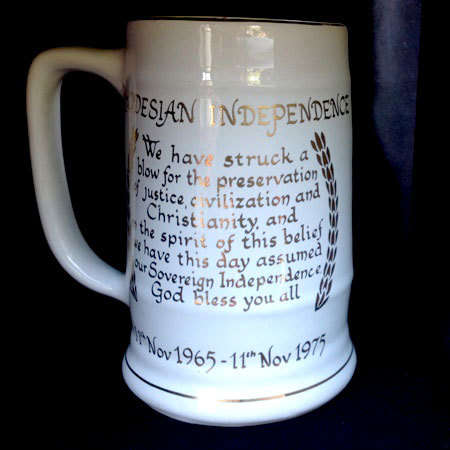 DESIAN INDEPENDENCE
We have struck a
blow for the preservation
of justice, civilization and
Christianity, and
the spirit of this belief
we have this day assumed
our Sovereign Independence
God bless you all
Nov 1965 - 11th Nov 1975